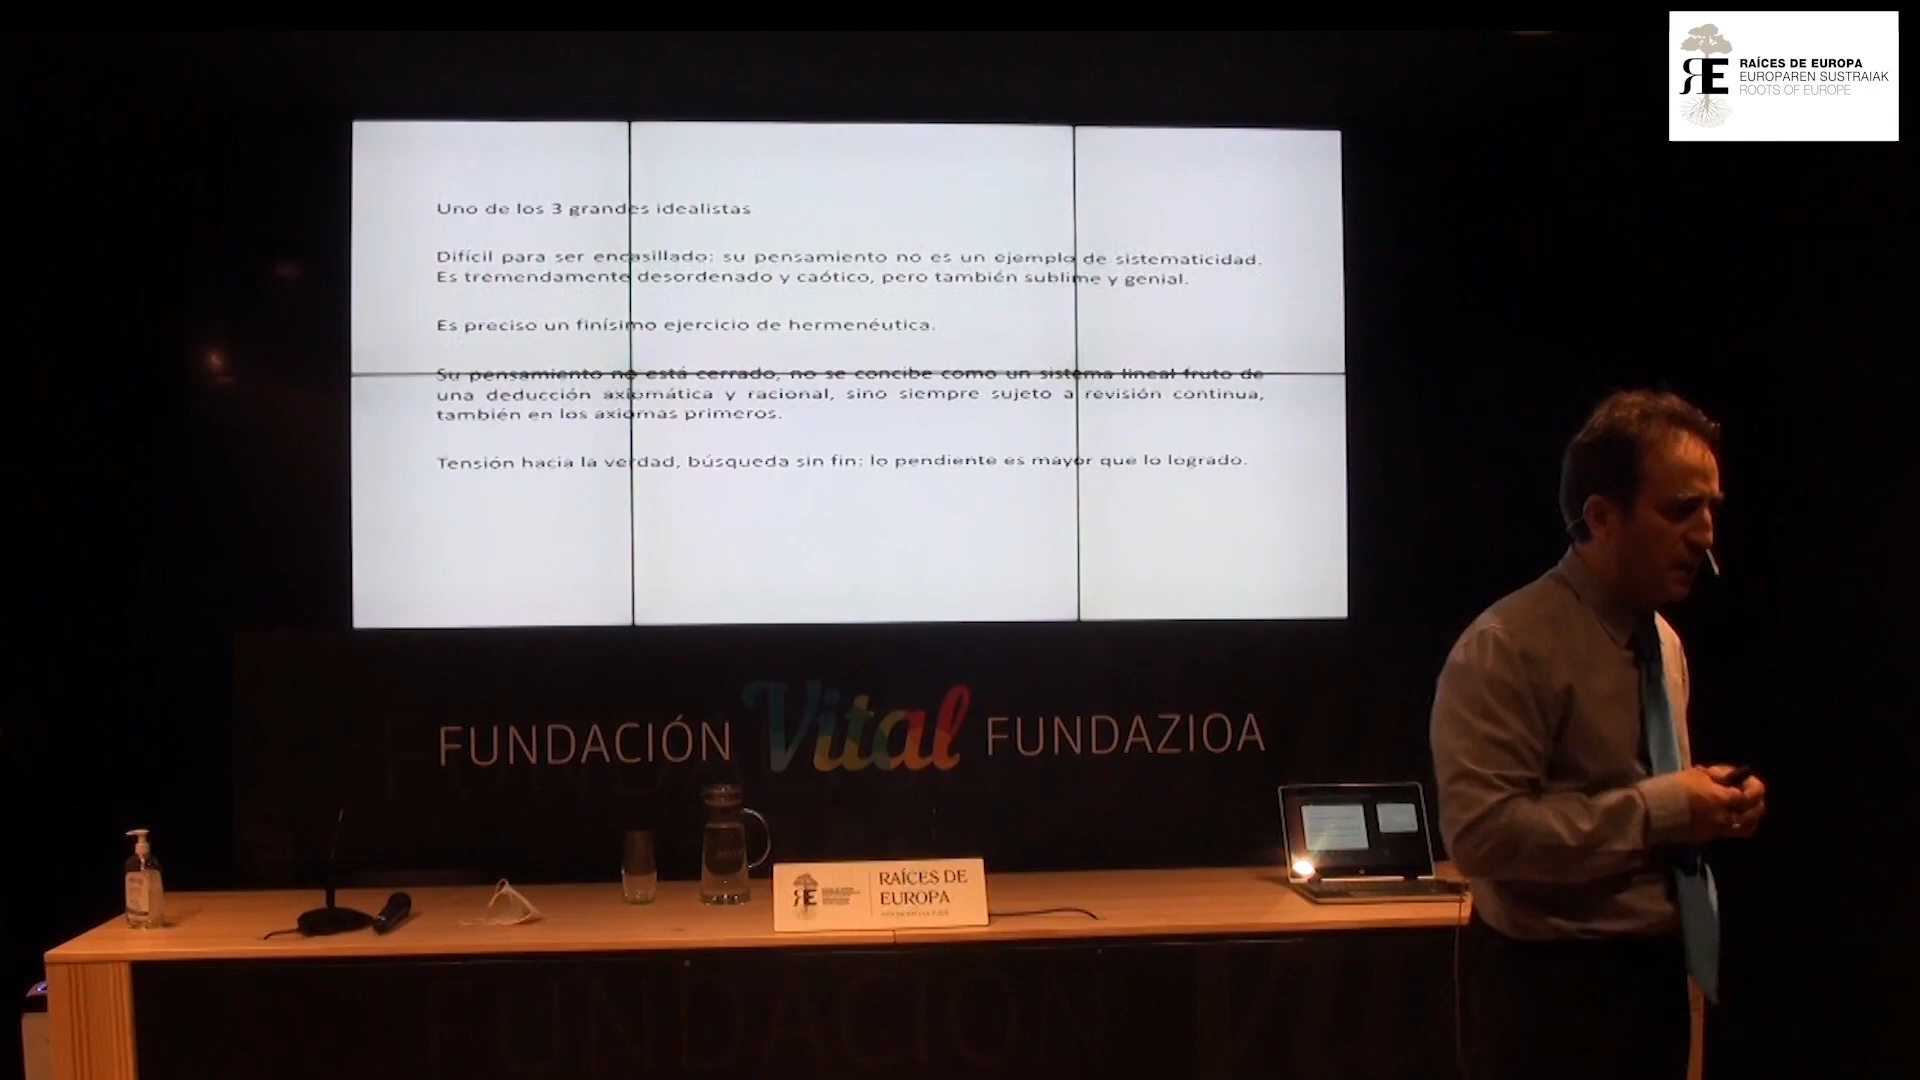 RAÍCES DE EUROPA
EUROPAREN SUSTRAIAK
ROOTS OF EUROPE
Uno de los 3 grandes idealistas
Difícil para ser encasillado: su pensamiento no es un ejemplo de sistematicidad.
Es tremendamente desordenado y caótico, pero también sublime y genial.
Es preciso un finísimo ejercicio de hermenéutica.
Su pensamiento no está cerrado, no se concibe como un sistema lineal fruto de
una deducción axiomática y racional, sino siempre sujeto a revisión continua,
también en los axiomas primeros.
Tensión hacia la verdad, búsqueda sin fin: lo pendiente es mayor que lo logrado.
FUNDACIÓN Vital FUNDAZIOA
RAÍCES DE
EUROPA